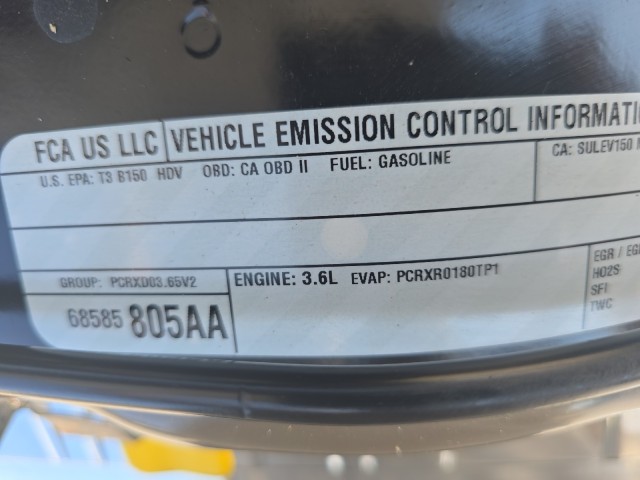 FCA US LLC VEHICLE EMISSION CONTROL INFORMATI
U.S. EPA: T3 B150 HDV OBD: CA OBD II FUEL: GASOLINE CA: SULEV150
GROUP: PCRXD03.65V2 ENGINE: 3.6L EVAP: PCRXR0180TP1 EGR / EG
HO2S
SFI
TWC
68585 805AA